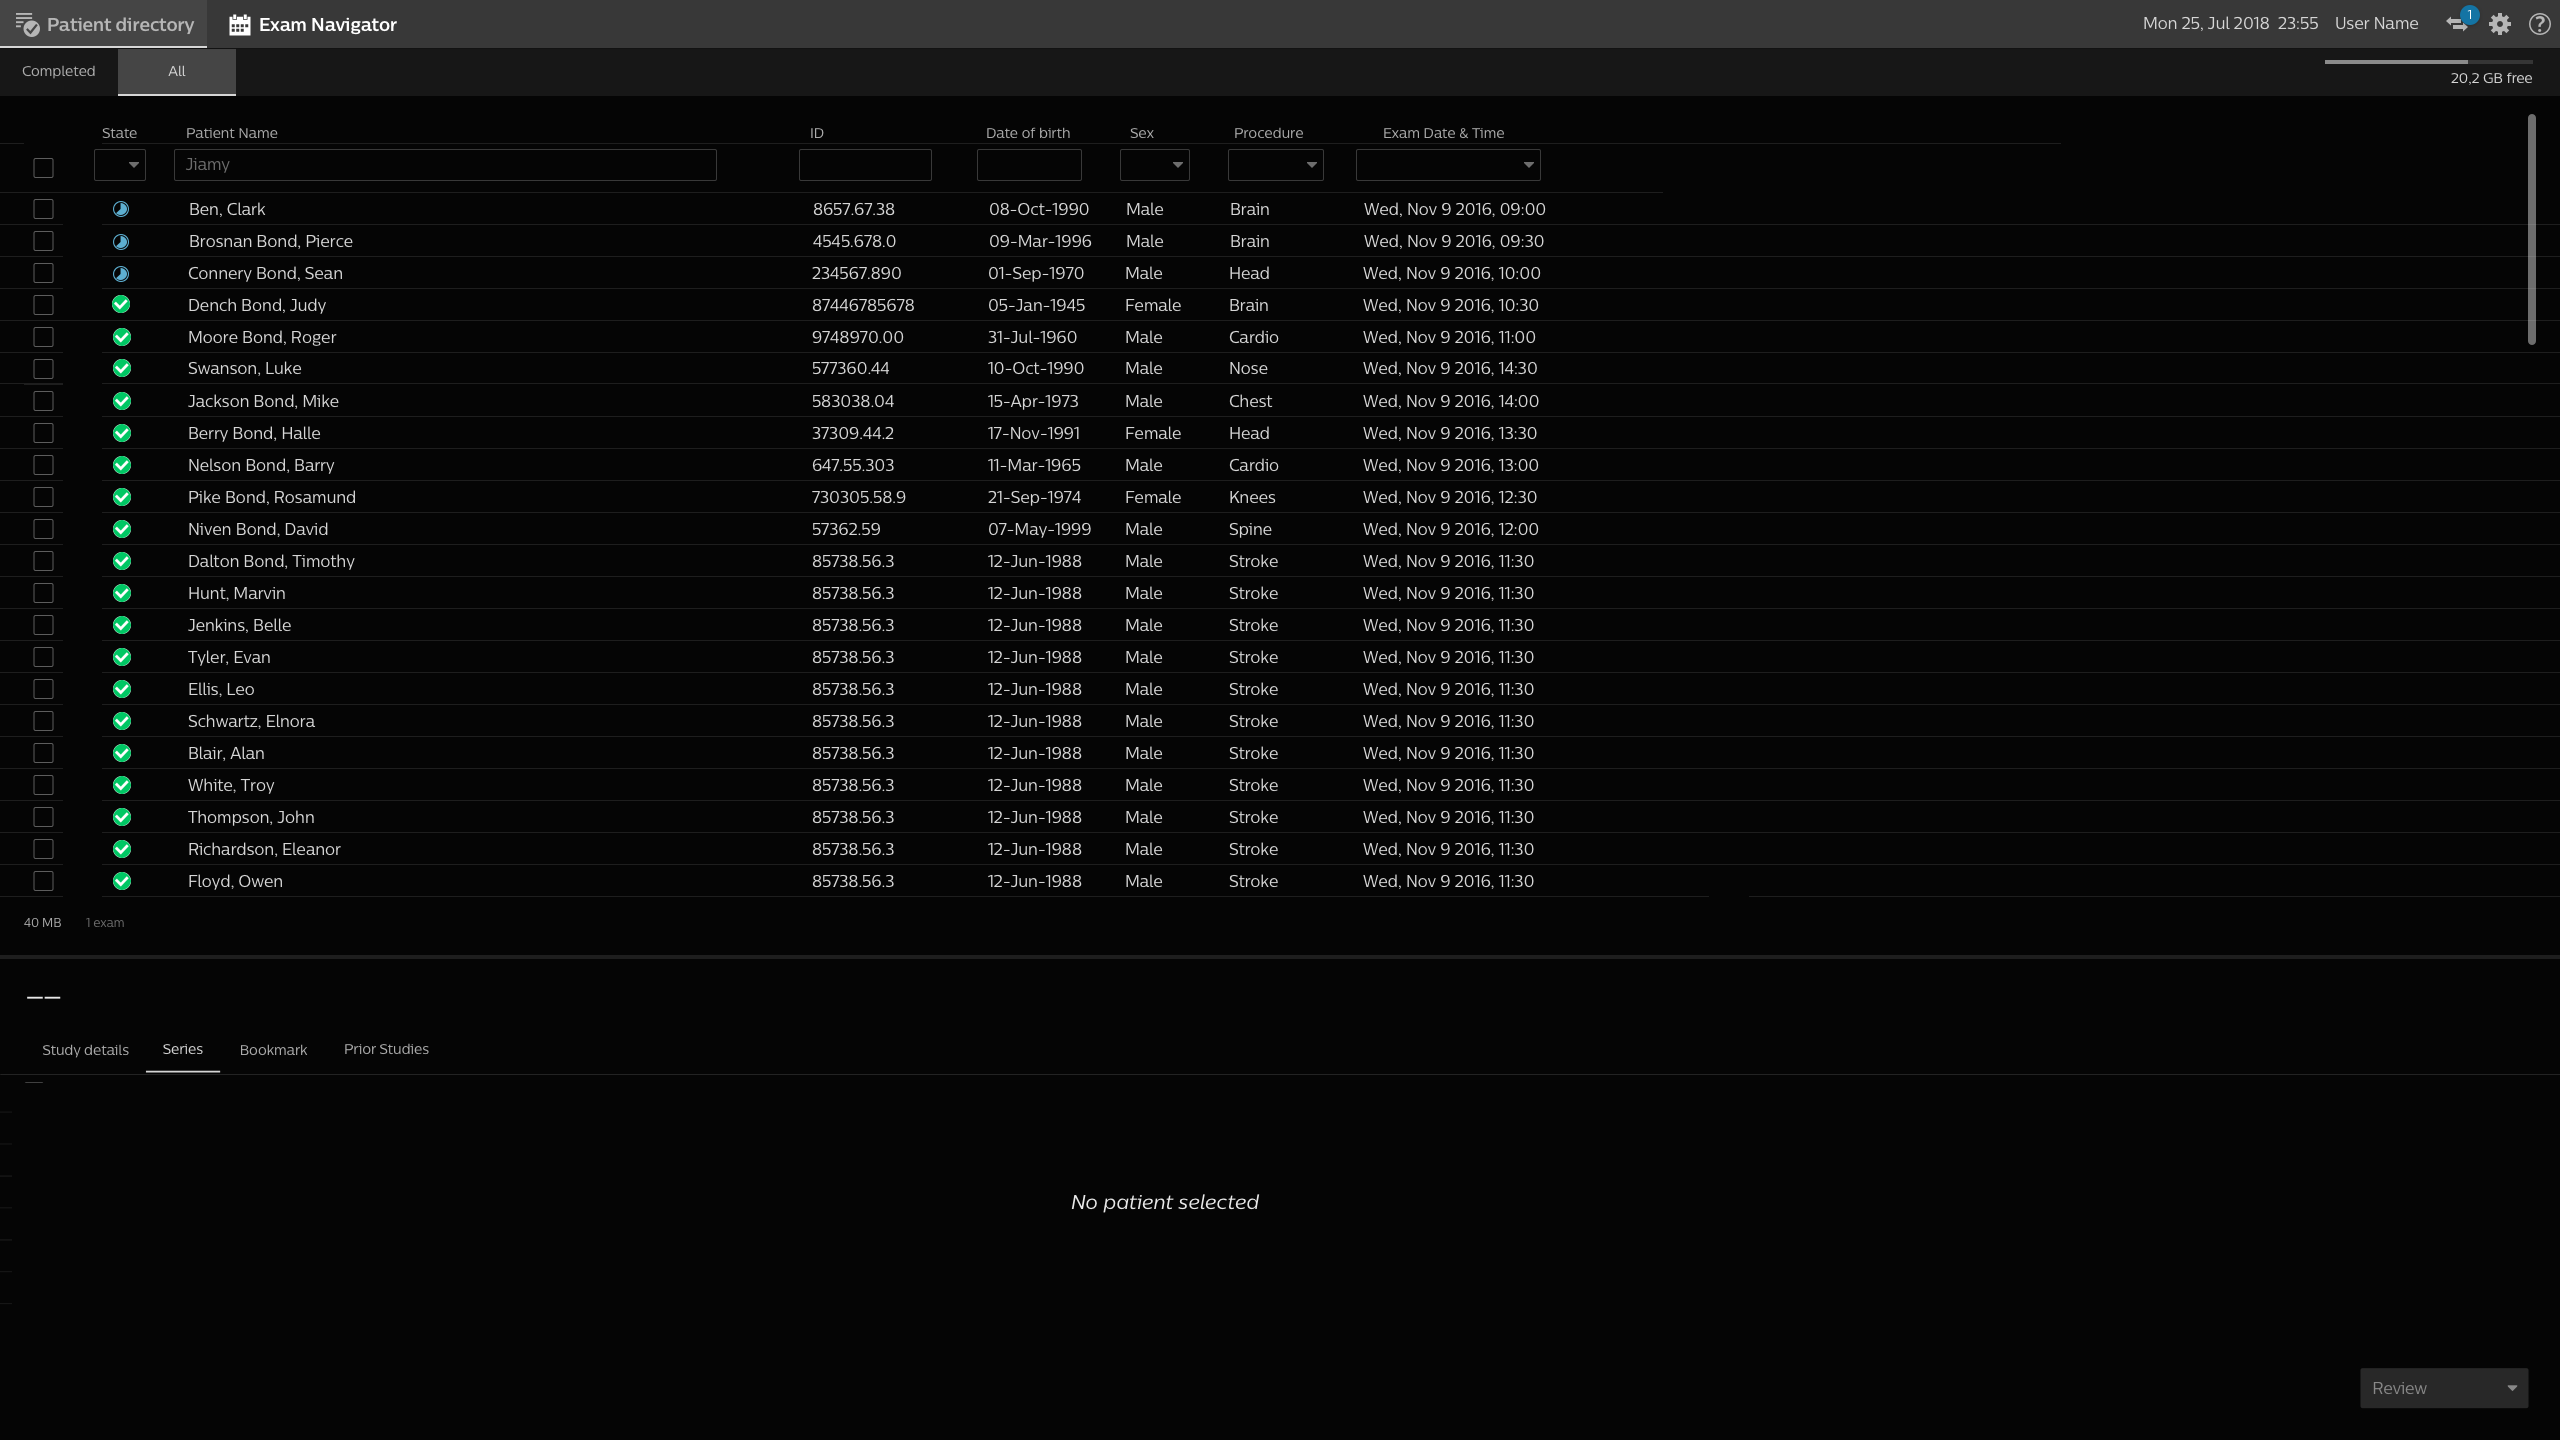 Patient directory Exam Navigator Mon 25, Jul 2018 23:55 User Name 1
Completed All
20,2 GB free
State Patient Name ID Date of birth Sex Procedure Exam Date & Time
Jiamy
Ben, Clark 8657.67.38 08-Oct-1990 Male Brain Wed, Nov 9 2016, 09:00
Brosnan Bond, Pierce 4545.678.0 09-Mar-1996 Male Brain Wed, Nov 9 2016, 09:30
Connery Bond, Sean 234567.890 01-Sep-1970 Male Head Wed, Nov 9 2016, 10:00
Dench Bond, Judy 87446785678 05-Jan-1945 Female Brain Wed, Nov 9 2016, 10:30
Moore Bond, Roger 9748970.00 31-Jul-1960 Male Cardio Wed, Nov 9 2016, 11:00
Swanson, Luke 577360.44 10-Oct-1990 Male Nose Wed, Nov 9 2016, 14:30
Jackson Bond, Mike 583038.04 15-Apr-1973 Male Chest Wed, Nov 9 2016, 14:00
Berry Bond, Halle 37309.44.2 17-Nov-1991 Female Head Wed, Nov 9 2016, 13:30
Nelson Bond, Barry 647.55.303 11-Mar-1965 Male Cardio Wed, Nov 9 2016, 13:00
Pike Bond, Rosamund 730305.58.9 21-Sep-1974 Female Knees Wed, Nov 9 2016, 12:30
Niven Bond, David 57362.59 07-May-1999 Male Spine Wed, Nov 9 2016, 12:00
Dalton Bond, Timothy 85738.56.3 12-Jun-1988 Male Stroke Wed, Nov 9 2016, 11:30
Hunt, Marvin 85738.56.3 12-Jun-1988 Male Stroke Wed, Nov 9 2016, 11:30
Jenkins, Belle 85738.56.3 12-Jun-1988 Male Stroke Wed, Nov 9 2016, 11:30
Tyler, Evan 85738.56.3 12-Jun-1988 Male Stroke Wed, Nov 9 2016, 11:30
Ellis, Leo 85738.56.3 12-Jun-1988 Male Stroke Wed, Nov 9 2016, 11:30
Schwartz, Elnora 85738.56.3 12-Jun-1988 Male Stroke Wed, Nov 9 2016, 11:30
Blair, Alan 85738.56.3 12-Jun-1988 Male Stroke Wed, Nov 9 2016, 11:30
White, Troy 85738.56.3 12-Jun-1988 Male Stroke Wed, Nov 9 2016, 11:30
Thompson, John 85738.56.3 12-Jun-1988 Male Stroke Wed, Nov 9 2016, 11:30
Richardson, Eleanor 85738.56.3 12-Jun-1988 Male Stroke Wed, Nov 9 2016, 11:30
Floyd, Owen 85738.56.3 12-Jun-1988 Male Stroke Wed, Nov 9 2016, 11:30
40 MB 1 exam
——
Study details Series Bookmark Prior Studies
No patient selected
Review